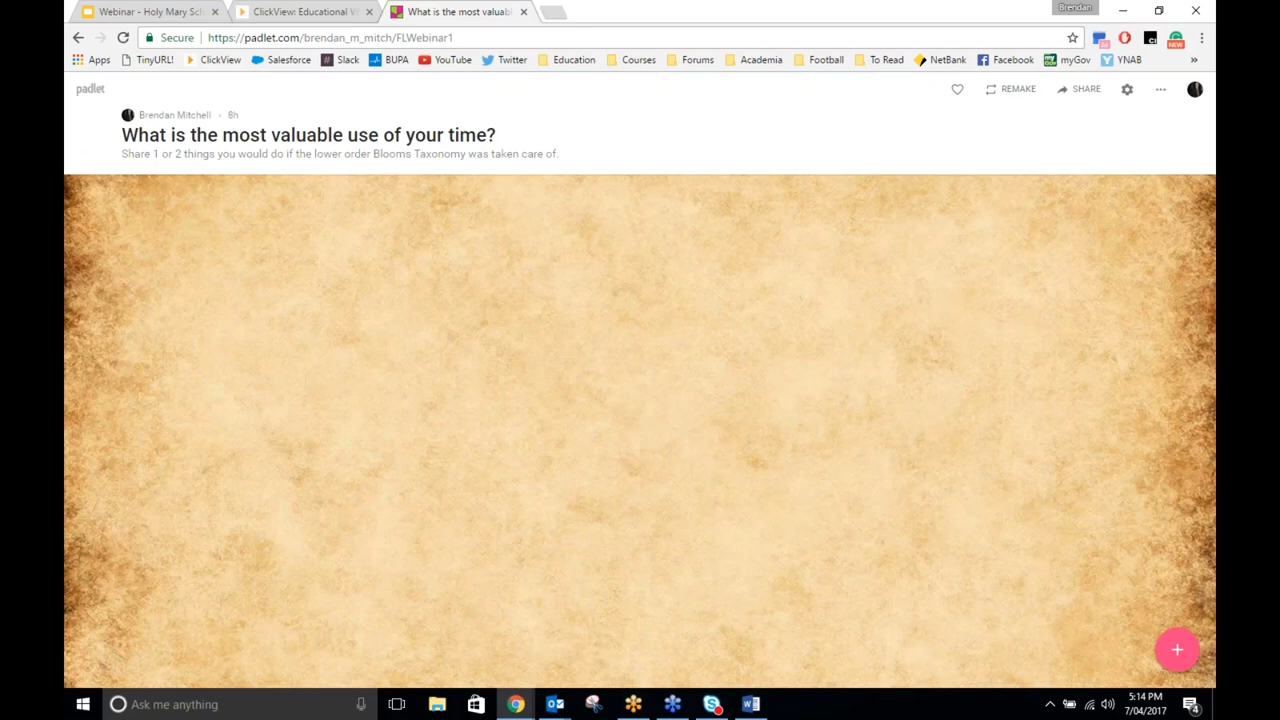 Brendan
Webinar - Holy Mary Sch
ClickView: Educational V
What is the most valuabl
Secure
https://padlet.com/brendan_m_mitch/FLWebinar1
NEW
Apps
TinyURL!
ClickView
Salesforce
Slack
BUPA
YouTube
Twitter
Education
Courses
Forums
Academia
Football
To Read
NetBank
Facebook
myGov
YNAB
»
padlet
REMAKE
SHARE
Brendan Mitchell · 8h
What is the most valuable use of your time?
Share 1 or 2 things you would do if the lower order Blooms Taxonomy was taken care of.
Ask me anything
5:14 PM
7/04/2017
4